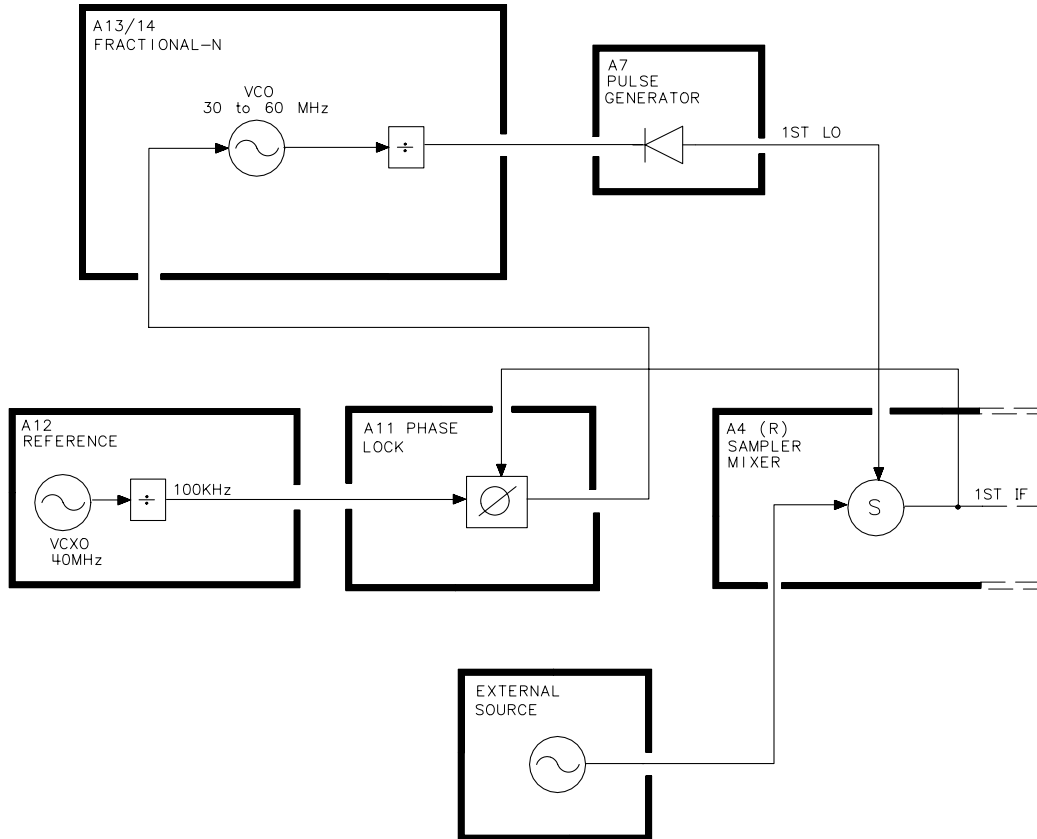 A13/14
FRACTIONAL-N
VCO
30 to 60 MHz
÷
A7
PULSE
GENERATOR
1ST LO
A12
REFERENCE
÷
100KHz
VCXO
40MHz
A11 PHASE
LOCK
A4 (R)
SAMPLER
MIXER
S
1ST IF
EXTERNAL
SOURCE